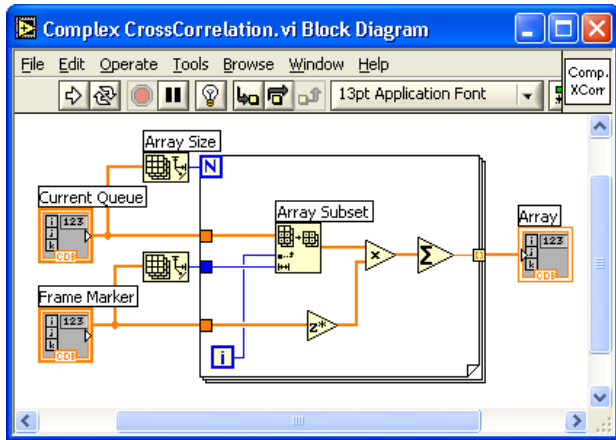 Complex CrossCorrelation.vi Block Diagram
File Edit Operate Tools Browse Window Help
13pt Application Font
Comp.
XCorr
Array Size
N
Current Queue
i 123
j
k
CDB
Array Subset
Array
i 123
j
k
CDB
x
Σ
Frame Marker
i 123
j
k
CDB
z*
i